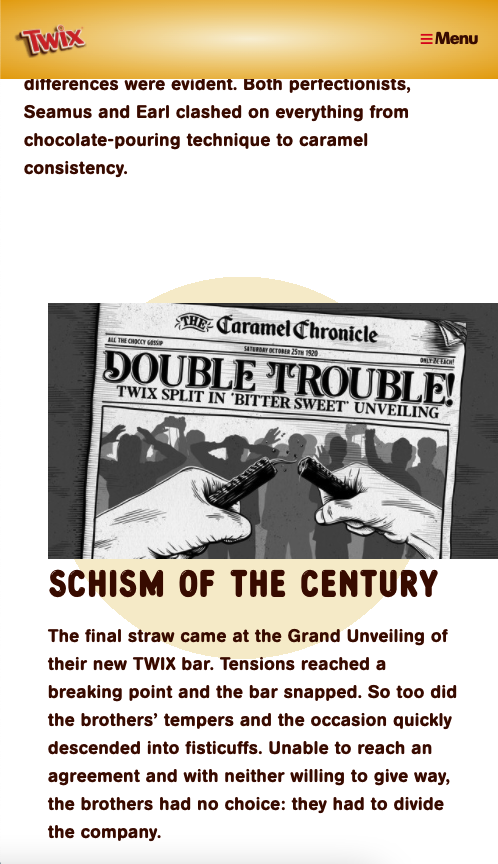 TWIX
Menu
differences were evident. Both perfectionists,
Seamus and Earl clashed on everything from
chocolate-pouring technique to caramel
consistency.
THE Caramel Chronicle
ALL THE CHOCCY GOSSIP
SATURDAY OCTOBER 25TH 1920
ONLY 8¢ EACH!
DOUBLE TROUBLE!
TWIX SPLIT IN 'BITTER SWEET' UNVEILING
SCHISM OF THE CENTURY
The final straw came at the Grand Unveiling of
their new TWIX bar. Tensions reached a
breaking point and the bar snapped. So too did
the brothers’ tempers and the occasion quickly
descended into fisticuffs. Unable to reach an
agreement and with neither willing to give way,
the brothers had no choice: they had to divide
the company.